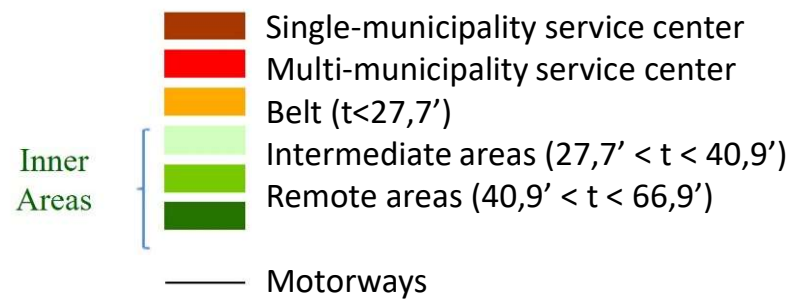 Single-municipality service center
Multi-municipality service center
Belt (t<27,7’)
Intermediate areas (27,7’ < t < 40,9’)
Remote areas (40,9’ < t < 66,9’)
Inner
Areas
Motorways